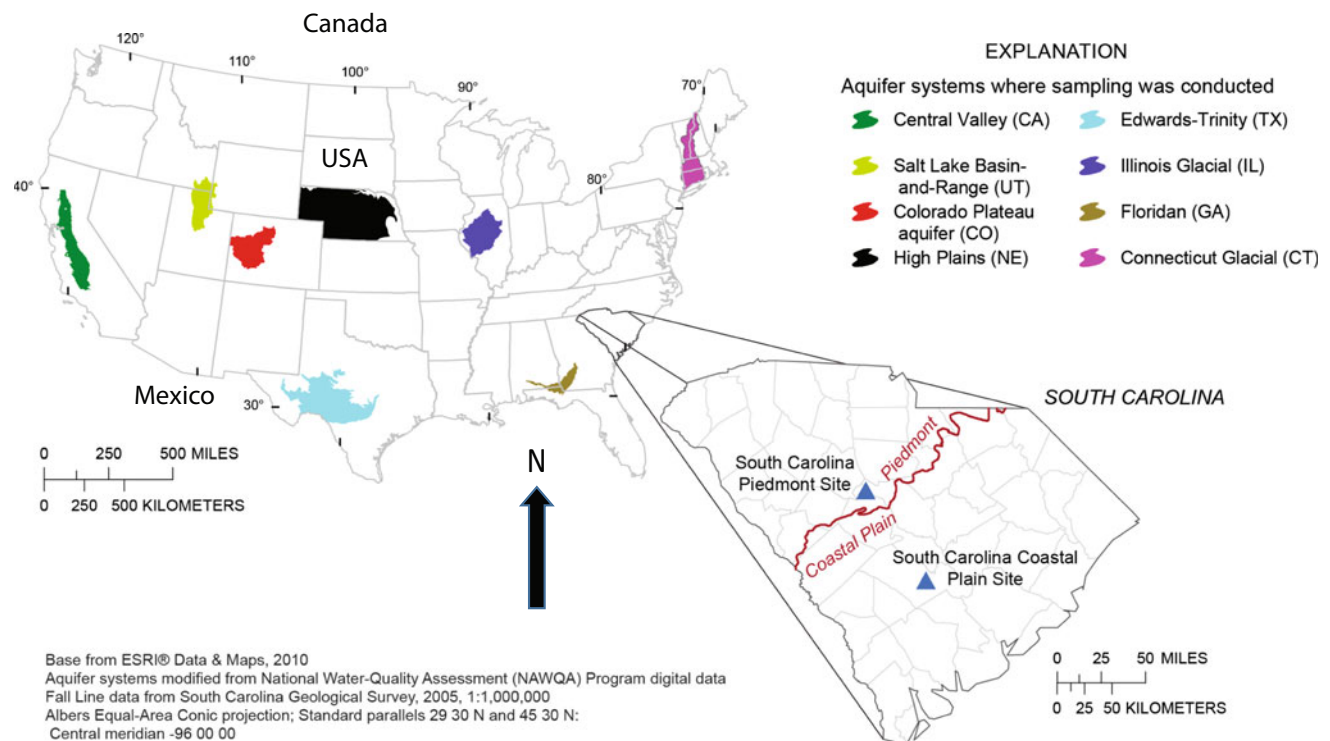 Canada
120°
110°
100°
90°
70°
80°
40°
30°
USA
Mexico
0 250 500 MILES
0 250 500 KILOMETERS
N
EXPLANATION
Aquifer systems where sampling was conducted
Central Valley (CA)
Salt Lake Basin-
and-Range (UT)
Colorado Plateau
aquifer (CO)
High Plains (NE)
Edwards-Trinity (TX)
Illinois Glacial (IL)
Floridan (GA)
Connecticut Glacial (CT)
SOUTH CAROLINA
South Carolina
Piedmont Site
Piedmont
Coastal Plain
South Carolina Coastal
Plain Site
0 25 50 MILES
0 25 50 KILOMETERS
Base from ESRI® Data & Maps, 2010
Aquifer systems modified from National Water-Quality Assessment (NAWQA) Program digital data
Fall Line data from South Carolina Geological Survey, 2005, 1:1,000,000
Albers Equal-Area Conic projection; Standard parallels 29 30 N and 45 30 N:
Central meridian -96 00 00